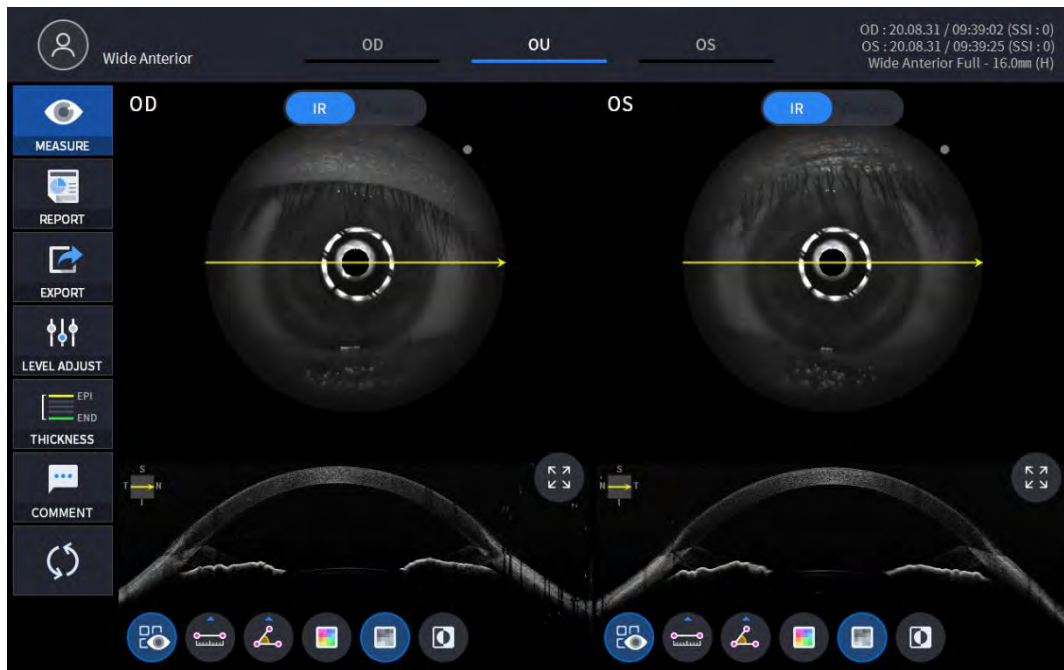 Wide Anterior
OD
OU
OS
OD : 20.08.31 / 09:39:02 (SSI : 0)
OS : 20.08.31 / 09:39:25 (SSI : 0)
Wide Anterior Full - 16.0mm (H)
MEASURE
REPORT
EXPORT
LEVEL ADJUST
EPI
END
THICKNESS
COMMENT
OD
IR
OS
IR
S
T N
I
S
N T
I